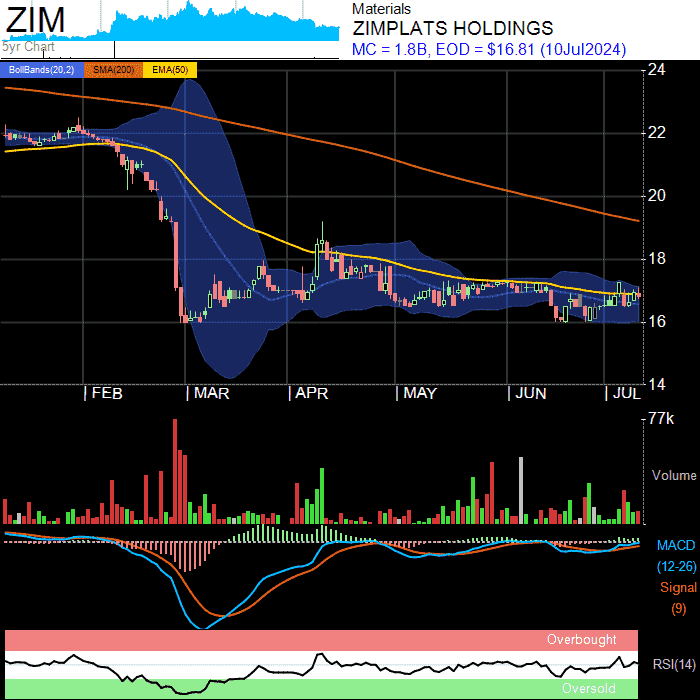 ZIM
5yr Chart
Materials
ZIMPLATS HOLDINGS
MC = 1.8B, EOD = $16.81 (10Jul2024)
BollBands(20,2) SMA(200) EMA(50)
24
22
20
18
16
14
FEB MAR APR MAY JUN JUL
77k
Volume
MACD
(12-26)
Signal
(9)
Overbought
RSI(14)
Oversold